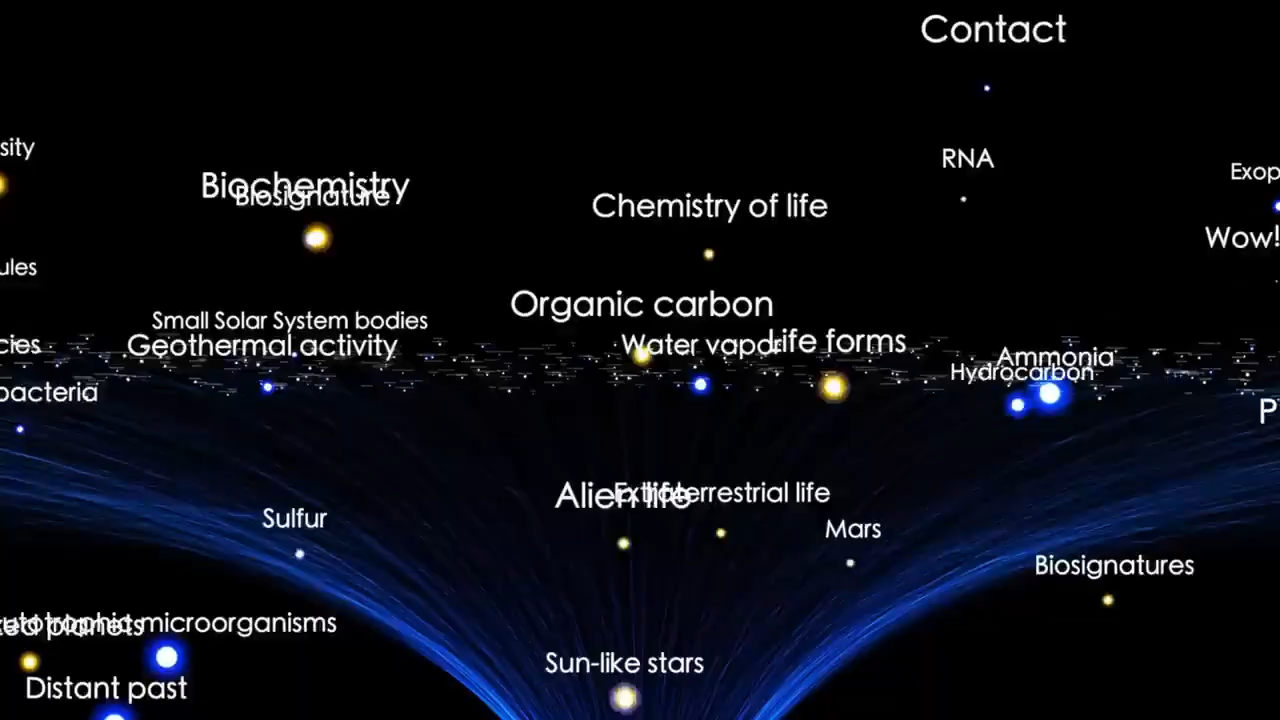 Contact
sity
RNA
Exop
Biochemistry
Biosignature
Chemistry of life
Wow!
ules
Organic carbon
Small Solar System bodies
cies
Geothermal activity
Water vapor
Life forms
Ammonia
Hydrocarbon
bacteria
P
Alien life
Extraterrestrial life
Sulfur
Mars
Biosignatures
utotrophic microorganisms
planets
Sun-like stars
Distant past